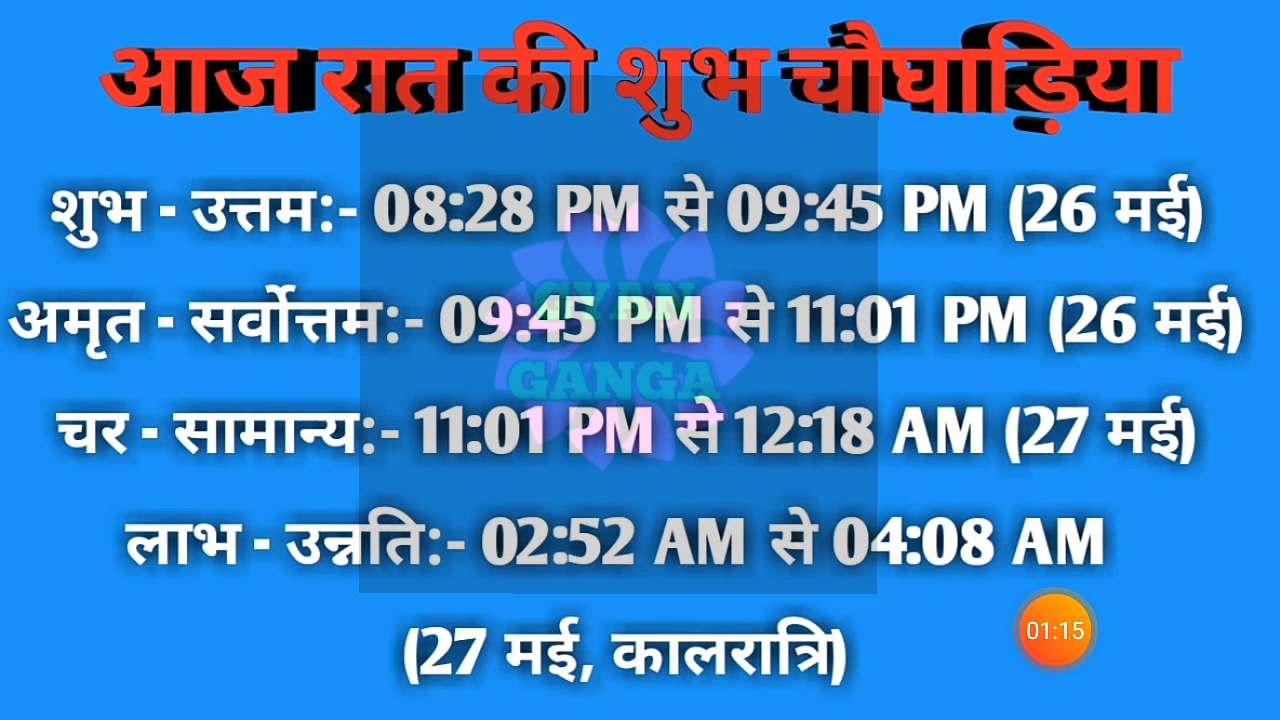 आज रात की शुभ चौघाड़िया
शुभ - उत्तम:- 08:28 PM से 09:45 PM (26 मई)
अमृत - सर्वोत्तम:- 09:45 PM से 11:01 PM (26 मई)
GYAN
GANGA
चर - सामान्य:- 11:01 PM से 12:18 AM (27 मई)
लाभ - उन्नति:- 02:52 AM से 04:08 AM
(27 मई, कालरात्रि)
01:15